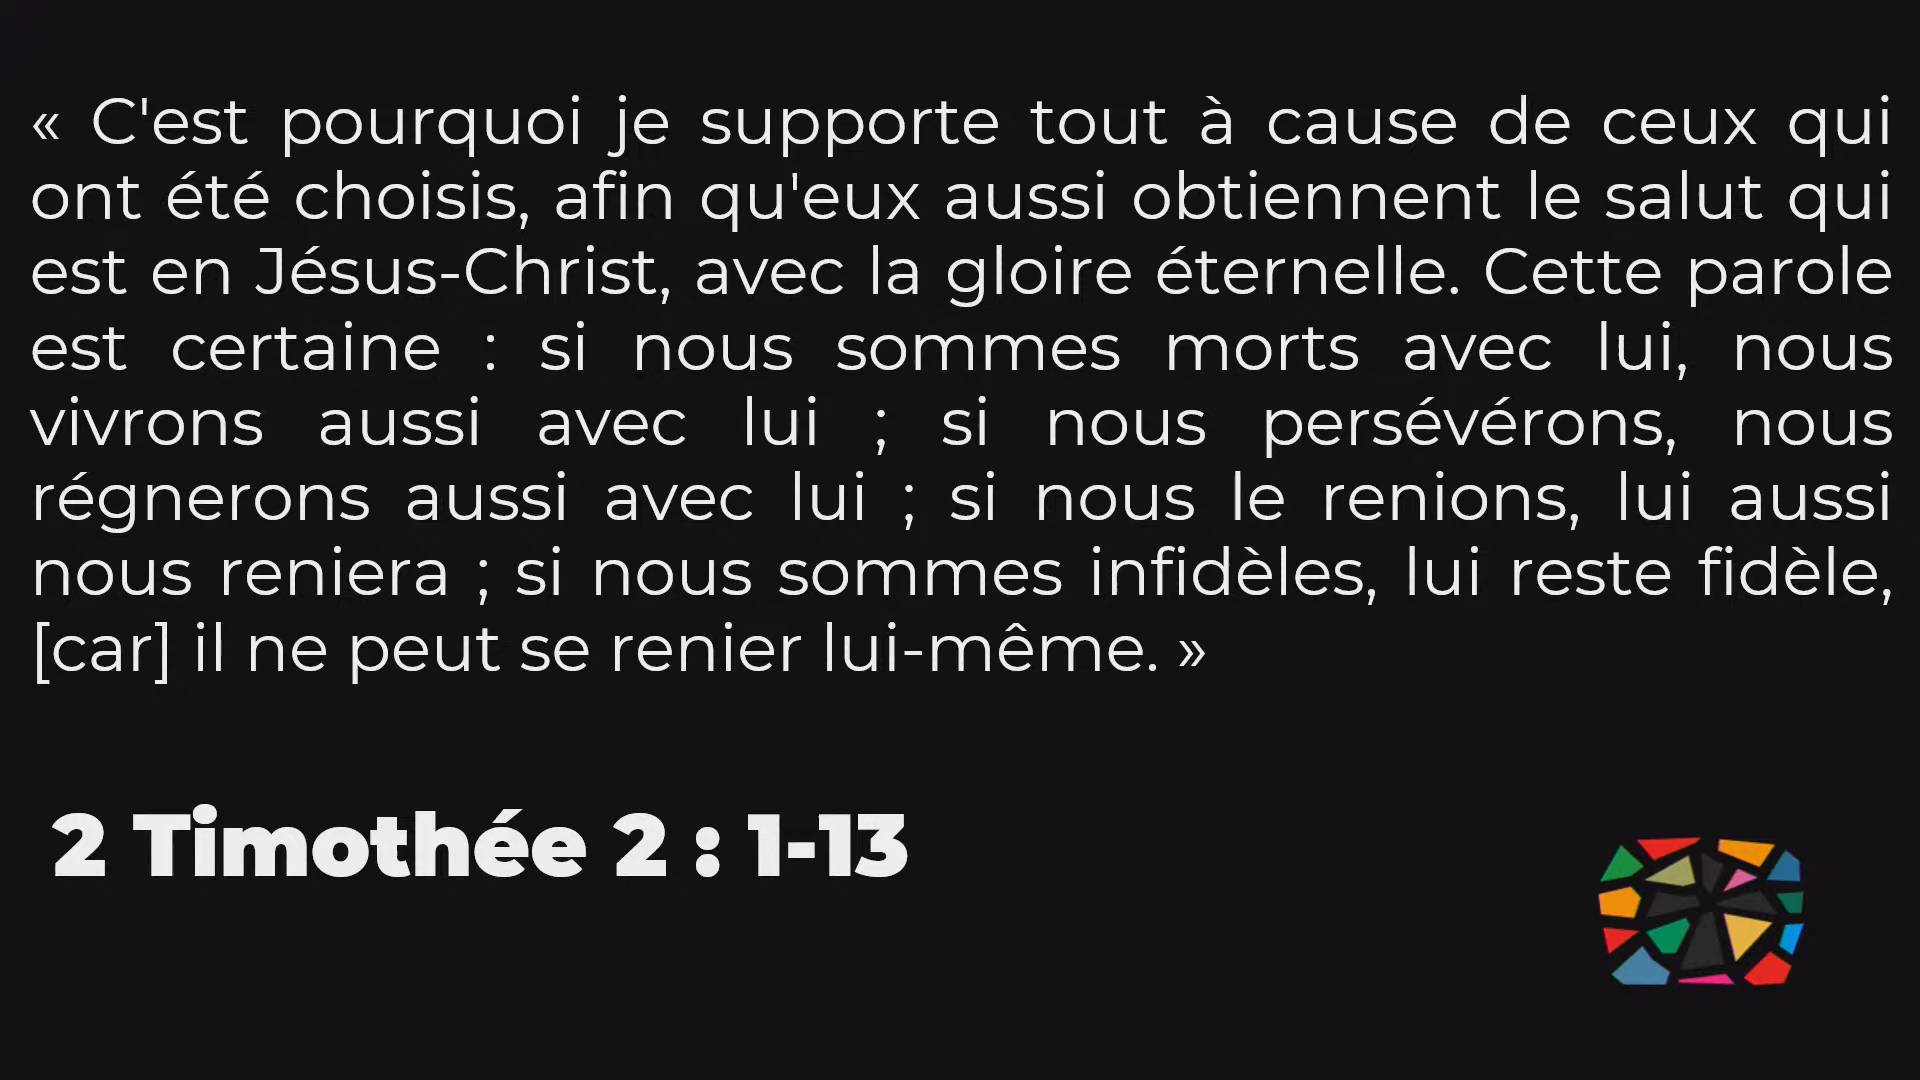 « C'est pourquoi je supporte tout à cause de ceux qui
ont été choisis, afin qu'eux aussi obtiennent le salut qui
est en Jésus-Christ, avec la gloire éternelle. Cette parole
est certaine : si nous sommes morts avec lui, nous
vivrons aussi avec lui ; si nous persévérons, nous
régnerons aussi avec lui ; si nous le renions, lui aussi
nous reniera ; si nous sommes infidèles, lui reste fidèle,
[car] il ne peut se renier lui-même. »
2 Timothée 2 : 1-13